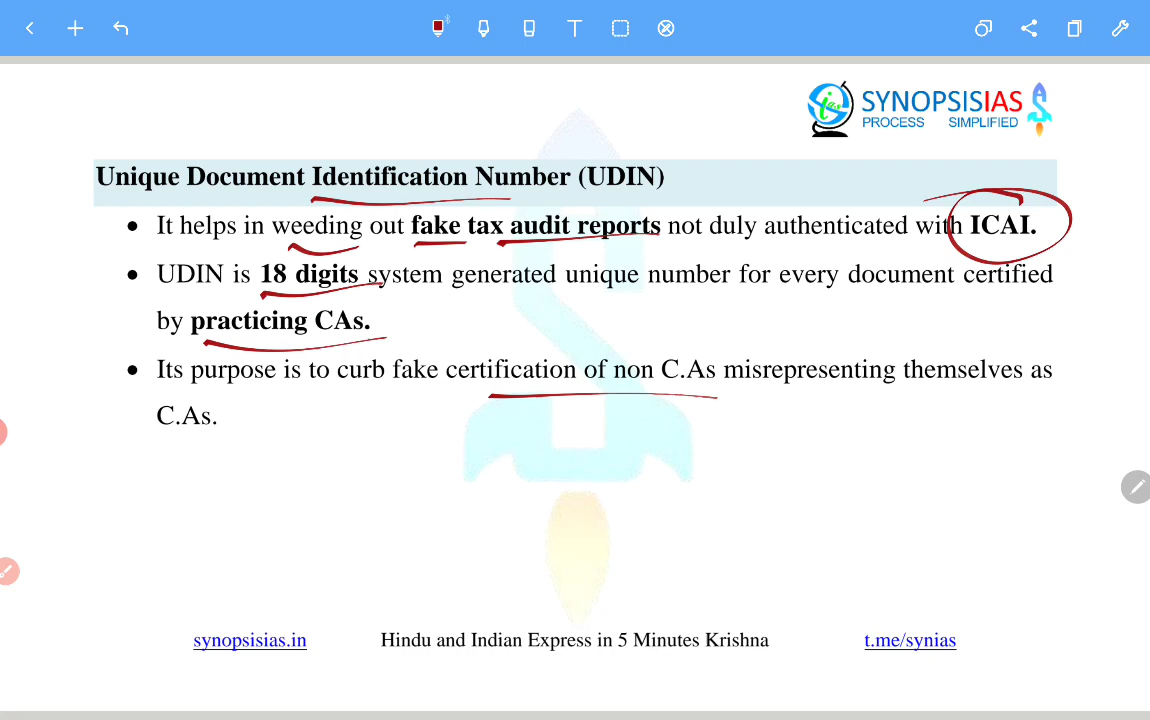 SYNOPSISIAS
PROCESS SIMPLIFIED
Unique Document Identification Number (UDIN)
• It helps in weeding out fake tax audit reports not duly authenticated with ICAI.
• UDIN is 18 digits system generated unique number for every document certified
by practicing CAs.
• Its purpose is to curb fake certification of non C.As misrepresenting themselves as
C.As.
synopsisias.in Hindu and Indian Express in 5 Minutes Krishna t.me/synias